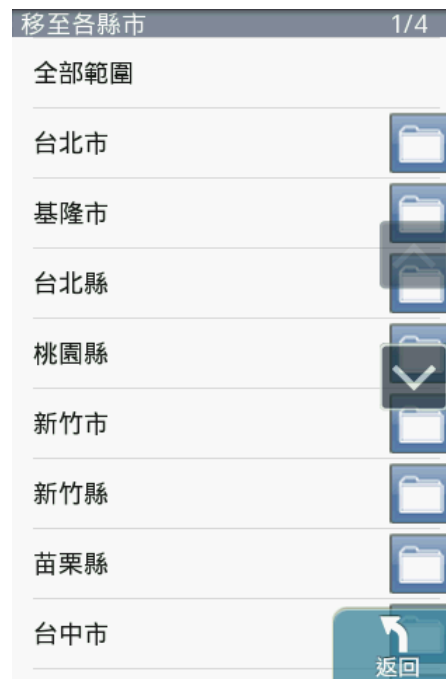 移至各縣市 1/4
全部範圍
台北市
基隆市
台北縣
桃園縣
新竹市
新竹縣
苗栗縣
台中市
返回